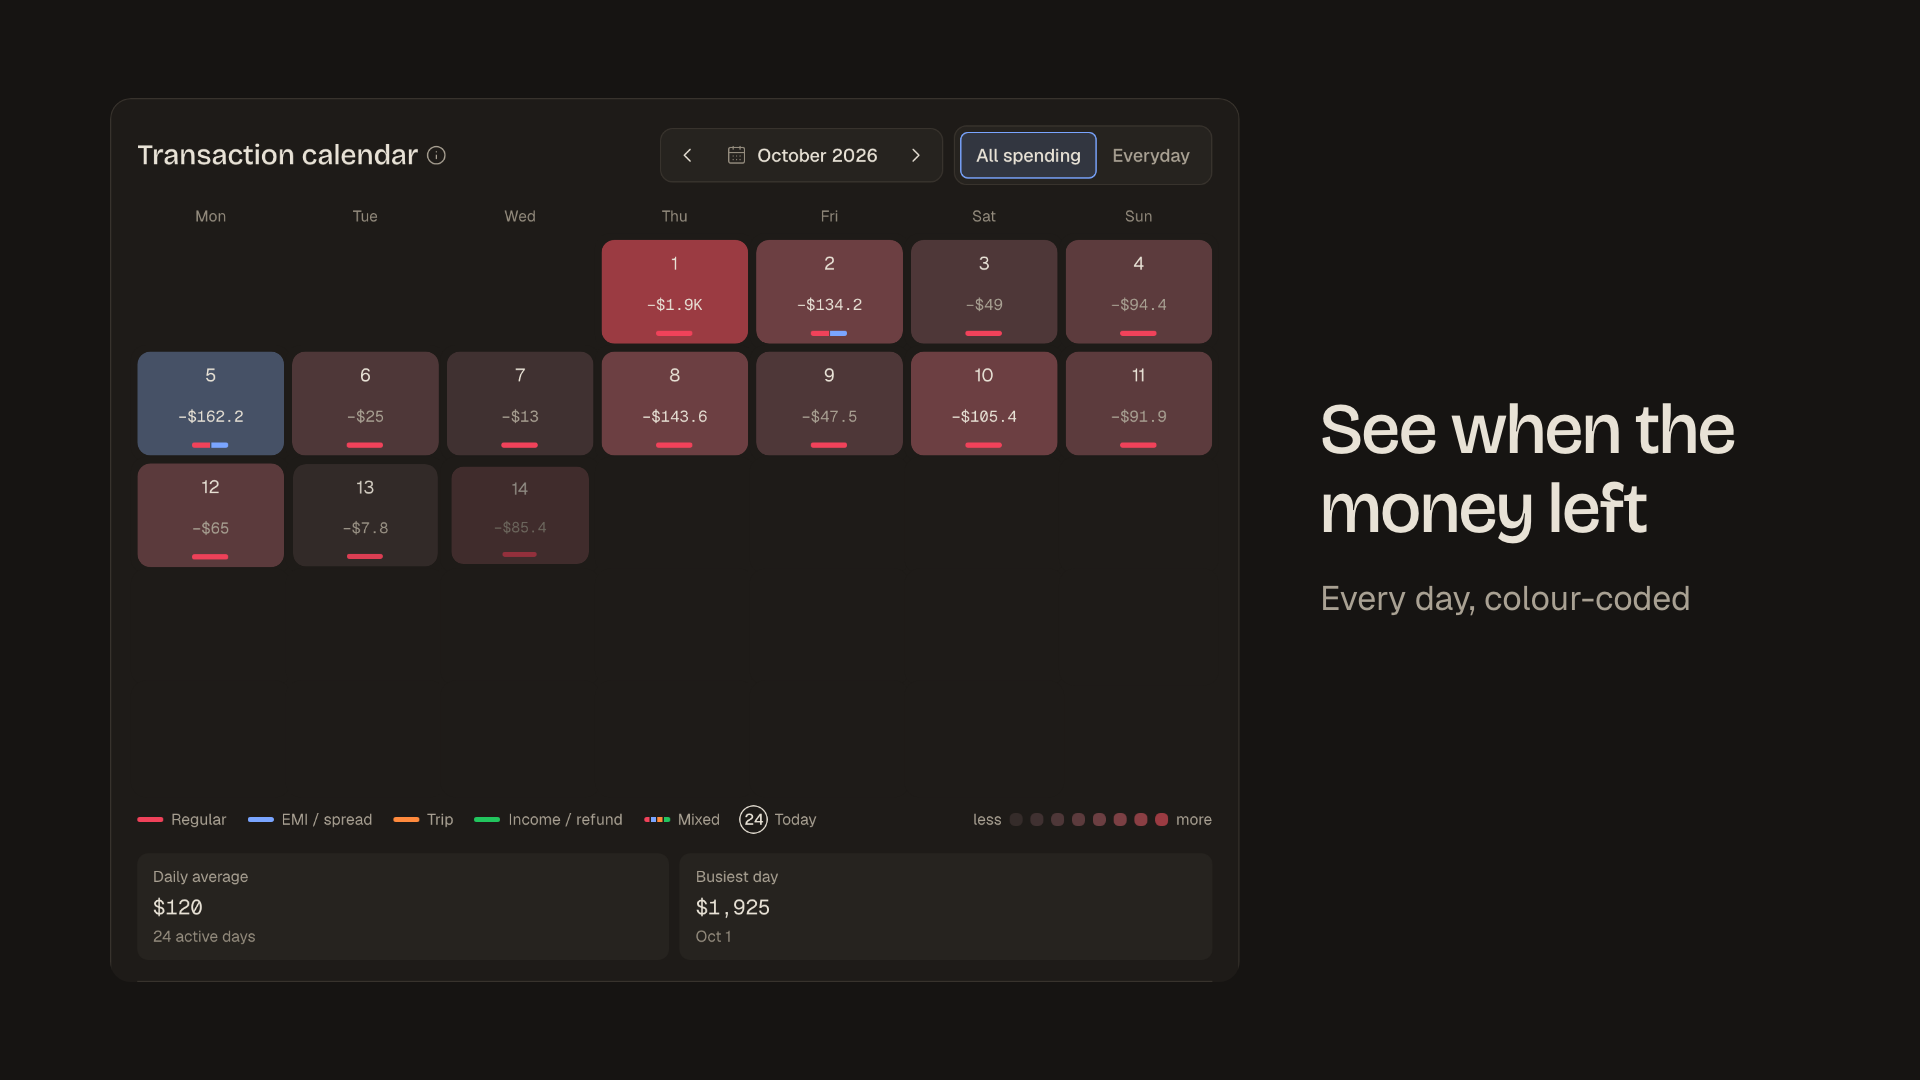 Transaction calendar
October 2026
All spending
Everyday
Mon Tue Wed Thu Fri Sat Sun
1 2 3 4
-$1.9K -$134.2 -$49 -$94.4
5 6 7 8 9 10 11
-$162.2 -$25 -$13 -$143.6 -$47.5 -$105.4 -$91.9
12 13 14
-$65 -$7.8 -$85.4
Regular EMI / spread Trip Income / refund Mixed 24 Today less more
Daily average
$120
24 active days
Busiest day
$1,925
Oct 1
See when the
money left
Every day, colour-coded